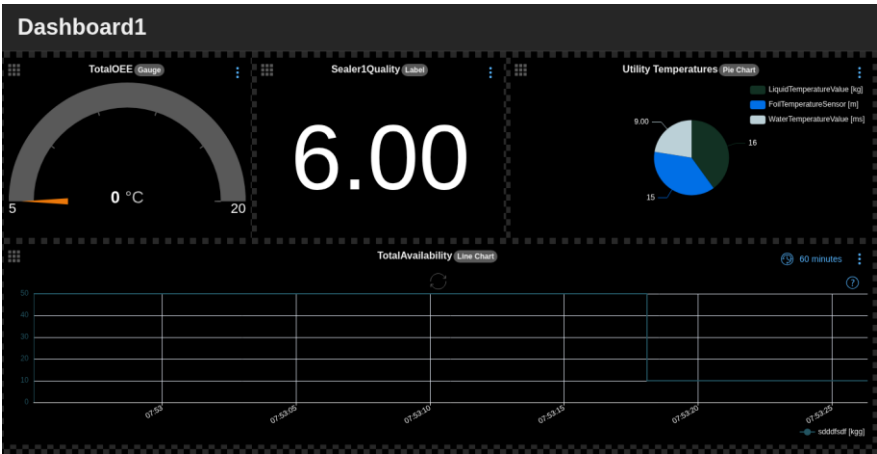 Dashboard1
TotalOEE Gauge
0 °C
5
20
Sealer1Quality Label
6.00
Utility Temperatures Pie Chart
LiquidTemperatureValue [kg]
FoilTemperatureSensor [m]
WaterTemperatureValue [ms]
9.00
16
15
TotalAvailability Line Chart
60 minutes
?
50
40
30
20
10
0
07:53
07:53:05
07:53:10
07:53:15
07:53:20
07:53:25
sdddfsdf [kgg]